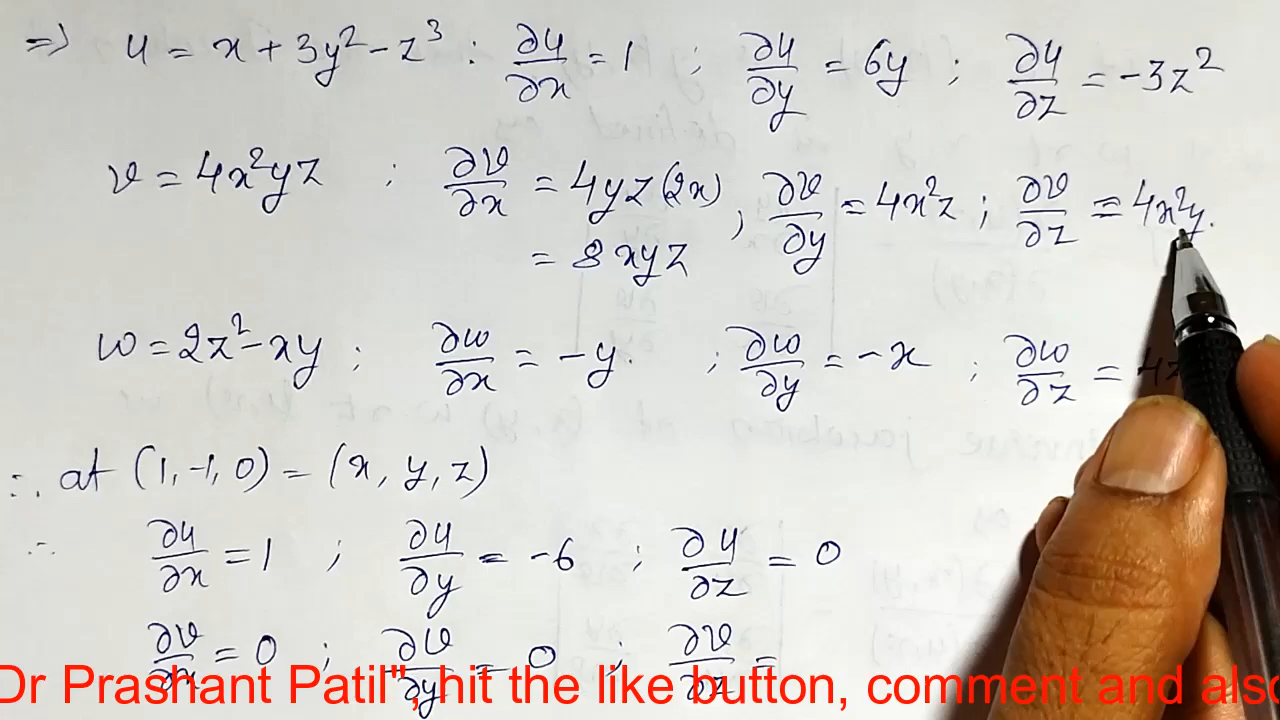 => u = x + 3y² - z³ : ∂u/∂x = 1 ; ∂u/∂y = 6y ; ∂u/∂z = -3z²
v = 4x²yz ; ∂v/∂x = 4yz(2x) , ∂v/∂y = 4x²z ; ∂v/∂z = 4x²y.
= 8xyz
w = 2z² - xy ; ∂w/∂x = -y. ; ∂w/∂y = -x ; ∂w/∂z = 4z
∴ at (1, -1, 0) = (x, y, z)
∴ ∂u/∂x = 1 ; ∂u/∂y = -6 ; ∂u/∂z = 0
∂v/∂x = 0 ; ∂v/∂y = 0 ; ∂v/∂z =
Dr Prashant Patil", hit the like button, comment and also